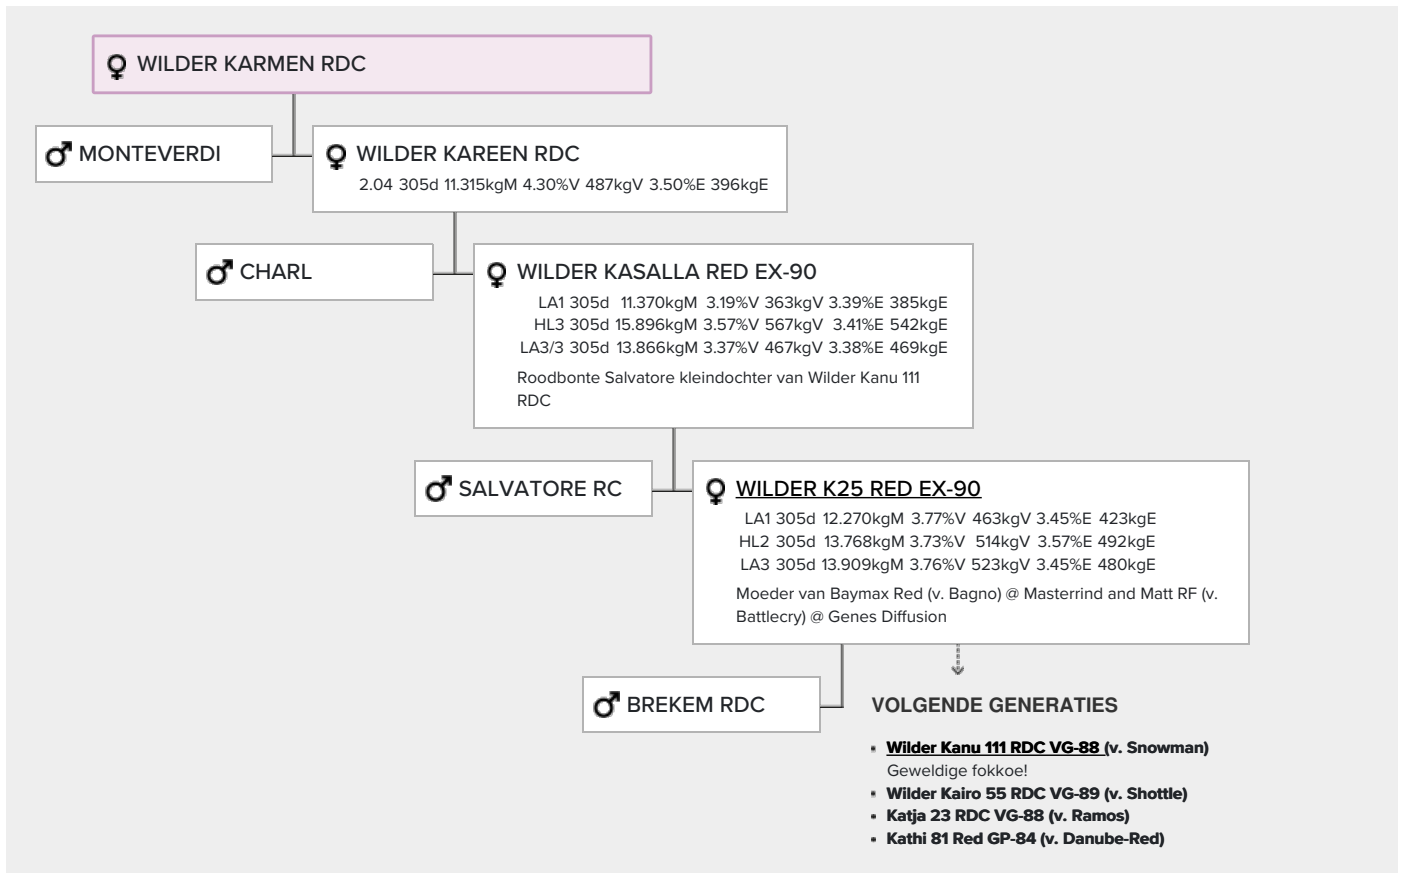 WILDER KARMEN RDC
MONTEVERDI
WILDER KAREEN RDC
2.04 305d 11.315kgM 4.30%V 487kgV 3.50%E 396kgE
CHARL
WILDER KASALLA RED EX-90
LA1 305d 11.370kgM 3.19%V 363kgV 3.39%E 385kgE
HL3 305d 15.896kgM 3.57%V 567kgV 3.41%E 542kgE
LA3/3 305d 13.866kgM 3.37%V 467kgV 3.38%E 469kgE
Roodbonte Salvatore kleindochter van Wilder Kanu 111
RDC
SALVATORE RC
WILDER K25 RED EX-90
LA1 305d 12.270kgM 3.77%V 463kgV 3.45%E 423kgE
HL2 305d 13.768kgM 3.73%V 514kgV 3.57%E 492kgE
LA3 305d 13.909kgM 3.76%V 523kgV 3.45%E 480kgE
Moeder van Baymax Red (v. Bagno) @ Masterrind and Matt RF (v.
Battlecry) @ Genes Diffusion
BREKEM RDC
VOLGENDE GENERATIES
▪ Wilder Kanu 111 RDC VG-88 (v. Snowman)
Geweldige fokkoe!
▪ Wilder Kairo 55 RDC VG-89 (v. Shottle)
▪ Katja 23 RDC VG-88 (v. Ramos)
▪ Kathi 81 Red GP-84 (v. Danube-Red)